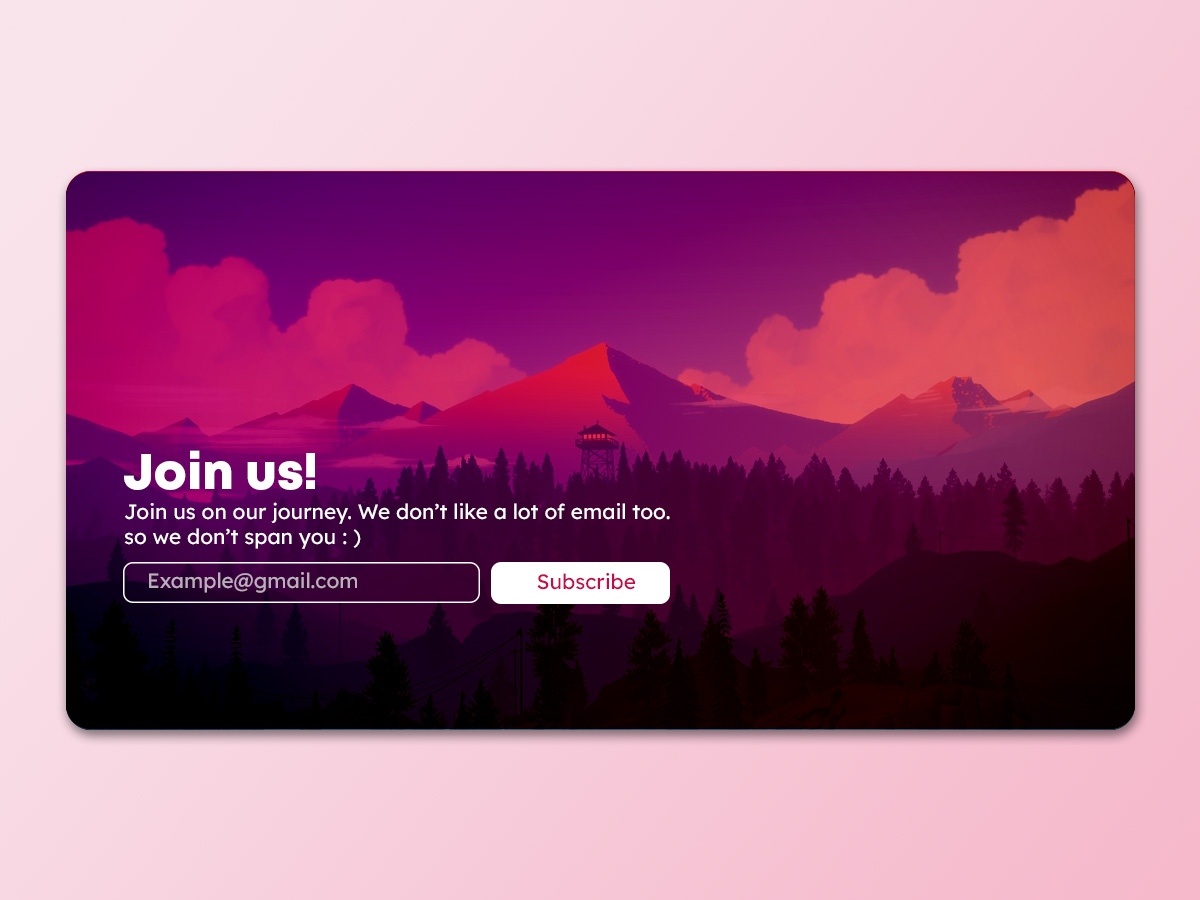 Join us!
Join us on our journey. We don’t like a lot of email too.
so we don’t span you : )
Example@gmail.com
Subscribe